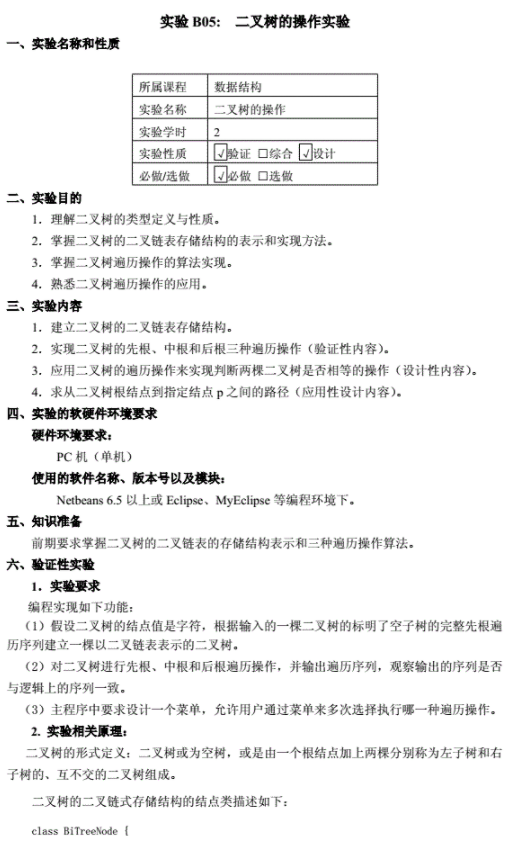 实验 B05: 二叉树的操作实验
一、实验名称和性质
所属课程 数据结构
实验名称 二叉树的操作
实验学时 2
实验性质 √验证 □综合 √设计
必做/选做 √必做 □选做
二、实验目的
1．理解二叉树的类型定义与性质。
2．掌握二叉树的二叉链表存储结构的表示和实现方法。
3．掌握二叉树遍历操作的算法实现。
4．熟悉二叉树遍历操作的应用。
三、实验内容
1．建立二叉树的二叉链表存储结构。
2．实现二叉树的先根、中根和后根三种遍历操作（验证性内容）。
3．应用二叉树的遍历操作来实现判断两棵二叉树是否相等的操作（设计性内容）。
4．求从二叉树根结点到指定结点 p 之间的路径（应用性设计内容）。
四、实验的软硬件环境要求
硬件环境要求：
PC 机（单机）
使用的软件名称、版本号以及模块：
Netbeans 6.5 以上或 Eclipse、MyEclipse 等编程环境下。
五、知识准备
前期要求掌握二叉树的二叉链表的存储结构表示和三种遍历操作算法。
六、验证性实验
1．实验要求
编程实现如下功能：
（1）假设二叉树的结点值是字符，根据输入的一棵二叉树的标明了空子树的完整先根遍
历序列建立一棵以二叉链表表示的二叉树。
（2）对二叉树进行先根、中根和后根遍历操作，并输出遍历序列，观察输出的序列是否
与逻辑上的序列一致。
（3）主程序中要求设计一个菜单，允许用户通过菜单来多次选择执行哪一种遍历操作。
2. 实验相关原理：
二叉树的形式定义：二叉树或为空树，或是由一个根结点加上两棵分别称为左子树和右
子树的、互不交的二叉树组成。
二叉树的二叉链式存储结构的结点类描述如下：
class BiTreeNode {